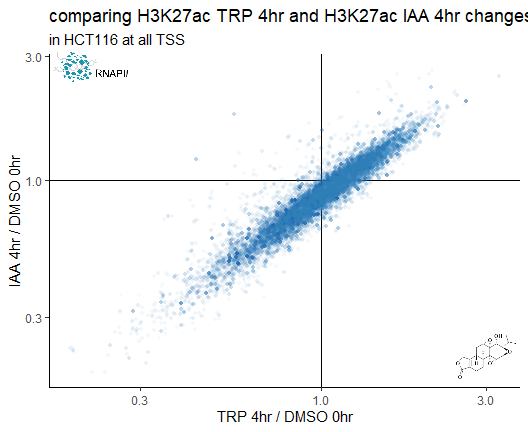 comparing H3K27ac TRP 4hr and H3K27ac IAA 4hr changes
in HCT116 at all TSS
3.0
RNAPII
1.0
IAA 4hr / DMSO 0hr
0.3
OH
O
O
O
O
O
0.3
1.0
3.0
TRP 4hr / DMSO 0hr